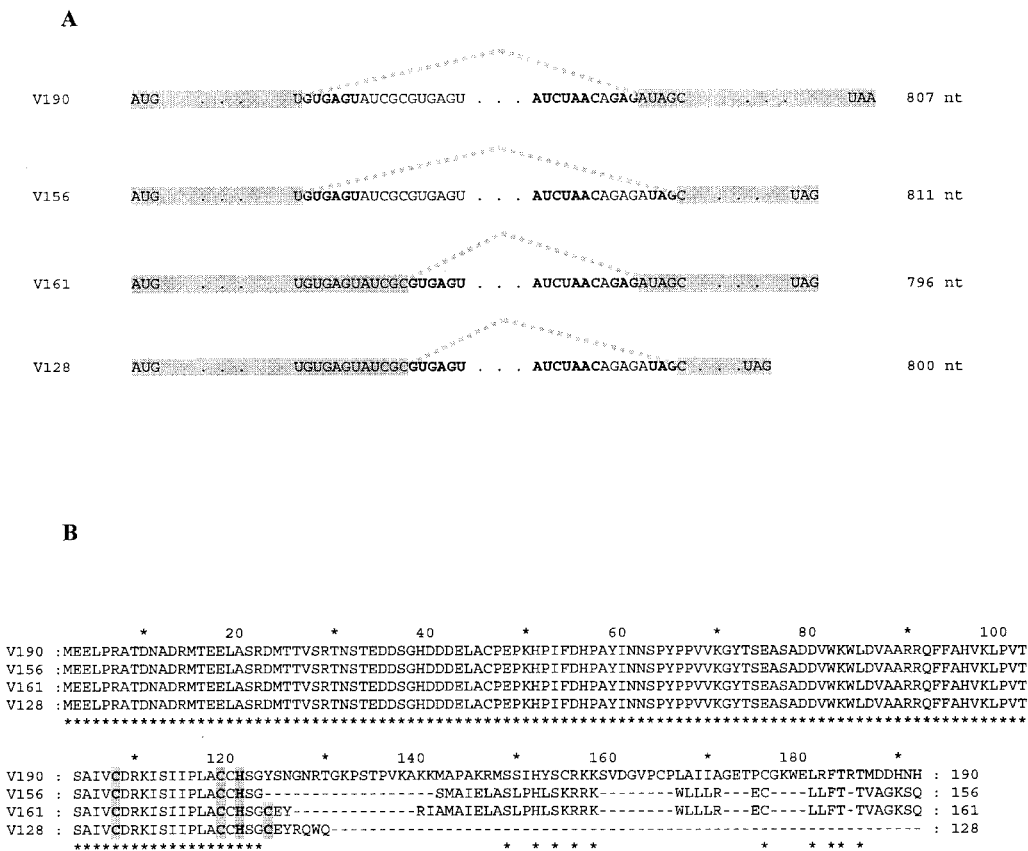 A
V190 AUG . . . UGUGAGUAUCGCGUGAGU . . . AUCUAACAGAGAUAGC . . . UAA 807 nt
V156 AUG . . . UGUGAGUAUCGCGUGAGU . . . AUCUAACAGAGAUAGC . . . UAG 811 nt
V161 AUG . . . UGUGAGUAUCGCGUGAGU . . . AUCUAACAGAGAUAGC . . . UAG 796 nt
V128 AUG . . . UGUGAGUAUCGCGUGAGU . . . AUCUAACAGAGAUAGC . . . UAG 800 nt
B
* 20 * 40 * 60 * 80 * 100
V190 :MEELPRATDNADRMTEELASRDMTTVSRTNSTEDDSGHDDDELACPEPKHPIFDHPAYINNSPYPPVVKGYTSEASADDVWKWLDVAARRQFFAHVKLPVT
V156 :MEELPRATDNADRMTEELASRDMTTVSRTNSTEDDSGHDDDELACPEPKHPIFDHPAYINNSPYPPVVKGYTSEASADDVWKWLDVAARRQFFAHVKLPVT
V161 :MEELPRATDNADRMTEELASRDMTTVSRTNSTEDDSGHDDDELACPEPKHPIFDHPAYINNSPYPPVVKGYTSEASADDVWKWLDVAARRQFFAHVKLPVT
V128 :MEELPRATDNADRMTEELASRDMTTVSRTNSTEDDSGHDDDELACPEPKHPIFDHPAYINNSPYPPVVKGYTSEASADDVWKWLDVAARRQFFAHVKLPVT
*****************************************************************************************************
* 120 * 140 * 160 * 180 *
V190 : SAIVCDRKISIIPLACCHSGYSNGNRTGKPSTPVKAKKMAPAKRMSSIHYSCRKKSVDGVPCPLAIIAGETPCGKWELRFTRTMDDHNH : 190
V156 : SAIVCDRKISIIPLACCHSG------------------SMAIELASLPHLSKRRK--------WLLLR---EC----LLFT-TVAGKSQ : 156
V161 : SAIVCDRKISIIPLACCHSGCEY-------------RIAMAIELASLPHLSKRRK--------WLLLR---EC----LLFT-TVAGKSQ : 161
V128 : SAIVCDRKISIIPLACCHSGCEYRQWQ-------------------------------------------------------------- : 128
******************** * * * * * * * ** *